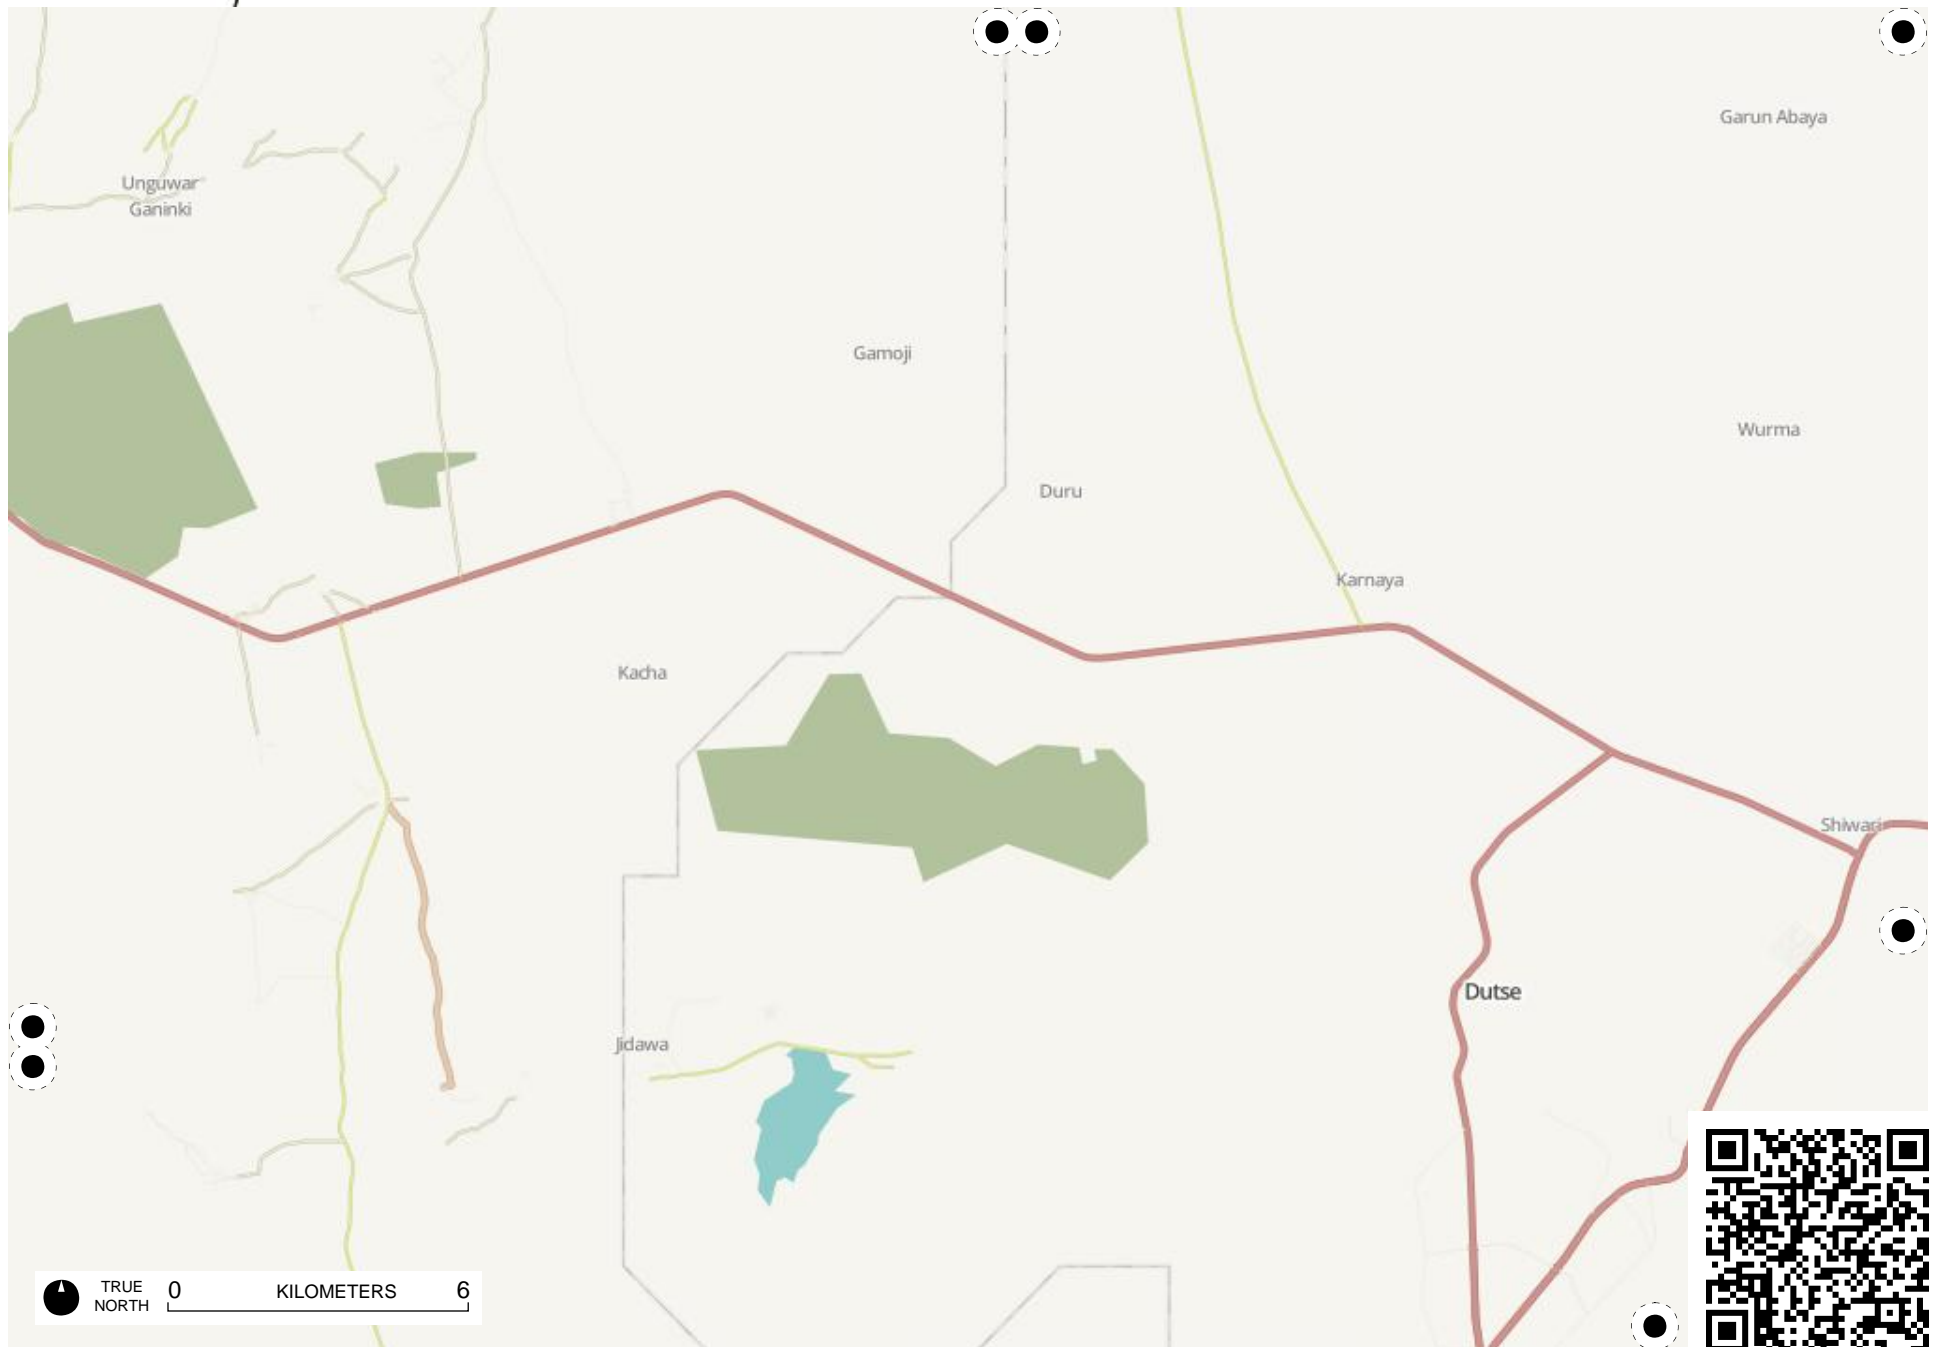 Garun Abaya
Unguwar
Ganinki
Gamoji
Wurma
Duru
Karnaya
Kacha
Shiwari
Dutse
Jidawa
TRUE
NORTH
0 KILOMETERS 6